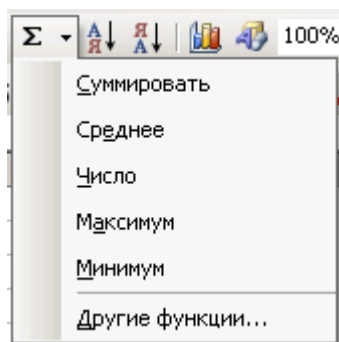 Σ А Я Я А 100%
Суммировать
Среднее
Число
Максимум
Минимум
Другие функции...